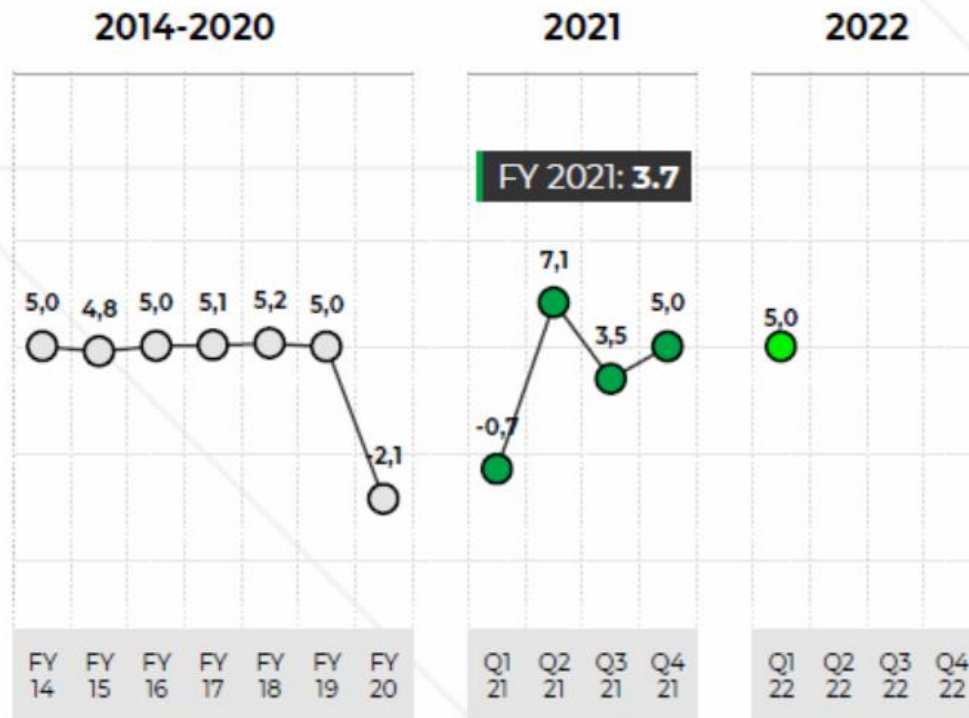 2014-2020
2021
2022
FY 2021: 3.7
5,0
4,8
5,0
5,1
5,2
5,0
-2,1
-0,7
7,1
3,5
5,0
5,0
FY 14
FY 15
FY 16
FY 17
FY 18
FY 19
FY 20
Q1 21
Q2 21
Q3 21
Q4 21
Q1 22
Q2 22
Q3 22
Q4 22